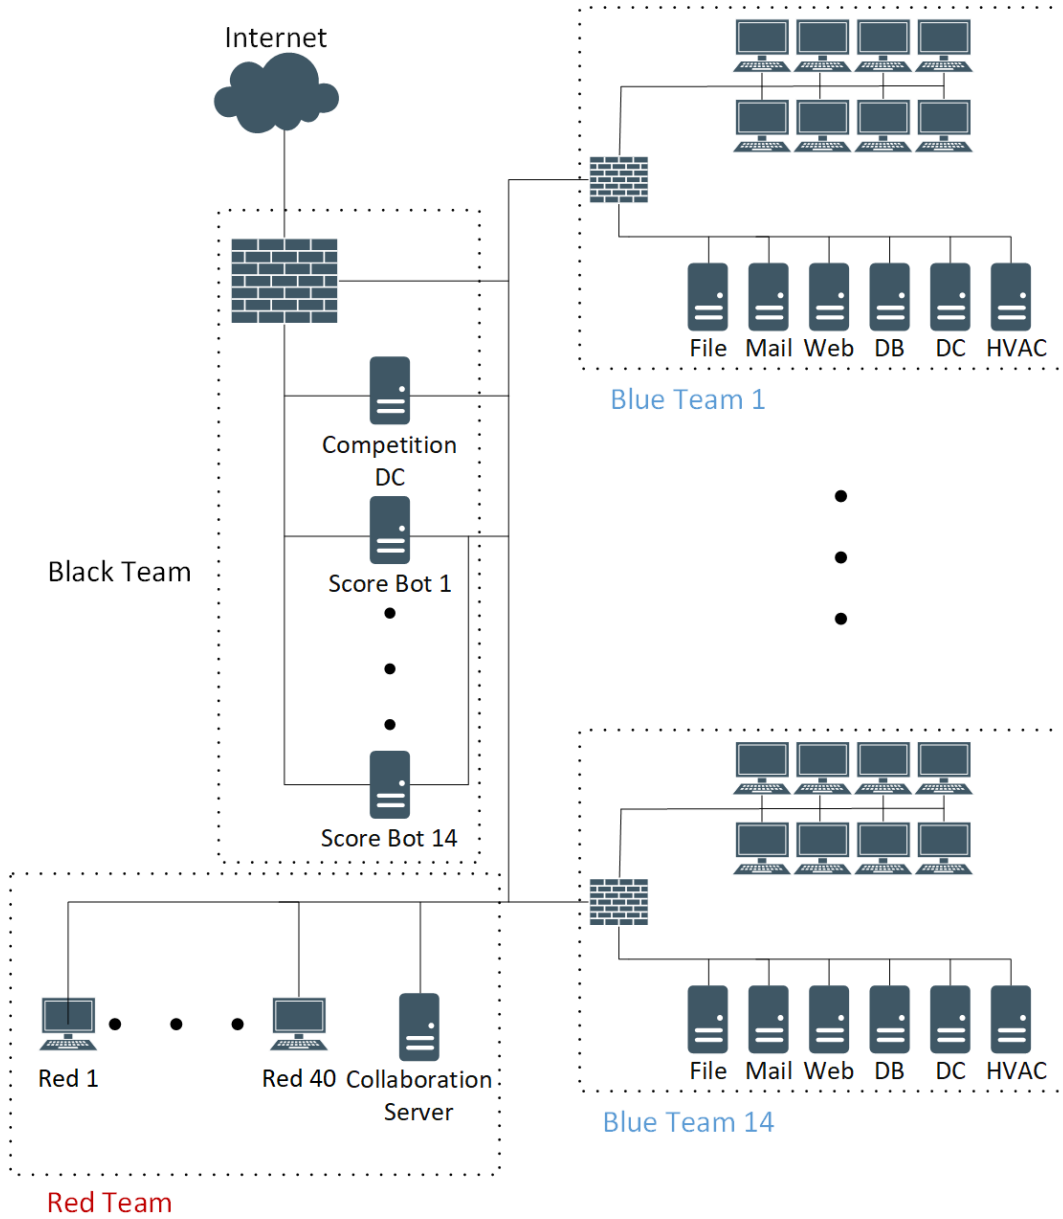 Internet
File Mail Web DB DC HVAC
Blue Team 1
Competition
DC
Score Bot 1
Black Team
Score Bot 14
Red 1 Red 40 Collaboration
Server
Red Team
File Mail Web DB DC HVAC
Blue Team 14